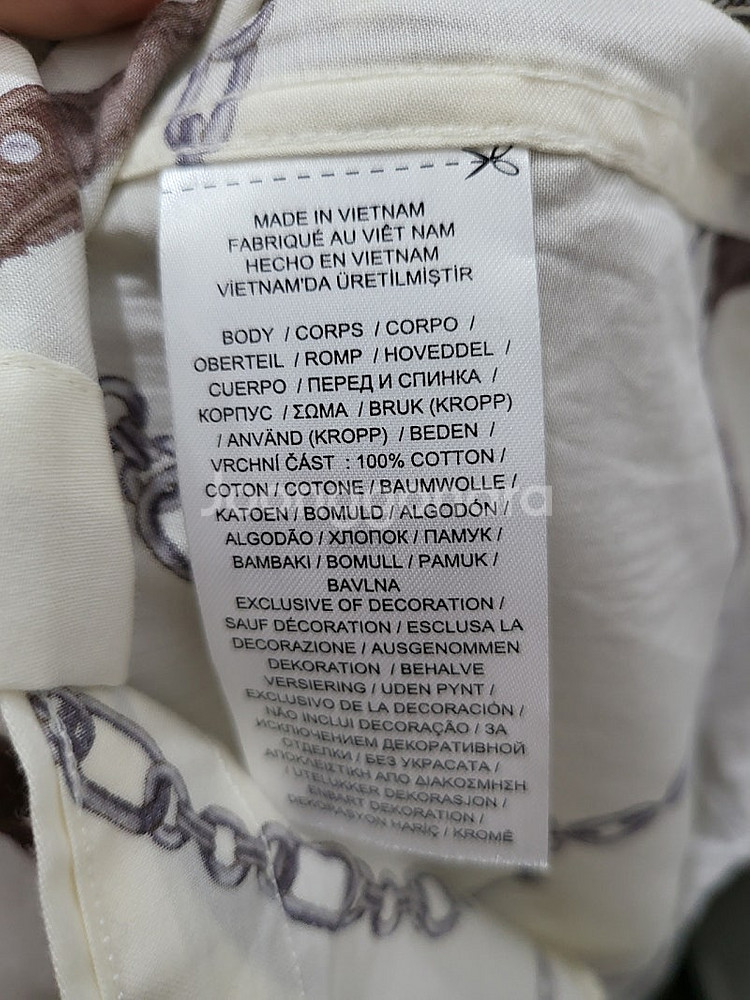 MADE IN VIETNAM
FABRIQUÉ AU VIÊT NAM
HECHO EN VIETNAM
VİETNAM'DA ÜRETİLMİŞTİR
BODY / CORPS / CORPO /
OBERTEIL / ROMP / HOVEDDEL /
CUERPO / ПЕРЕД И СПИНКА /
КОРПУС / ΣΩΜΑ / BRUK (KROPP)
/ ANVÄND (KROPP) / BEDEN /
VRCHNÍ ČÁST : 100% COTTON /
COTON / COTONE / BAUMWOLLE /
KATOEN / BOMULD / ALGODÓN /
ALGODÃO / ХЛОПОК / ПАМУК /
BAMBAKI / BOMULL / PAMUK /
BAVLNA
EXCLUSIVE OF DECORATION /
SAUF DÉCORATION / ESCLUSA LA
DECORAZIONE / AUSGENOMMEN
DEKORATION / BEHALVE
VERSIERING / UDEN PYNT /
EXCLUSIVO DE LA DECORACIÓN /
NÃO INCLUI DECORAÇÃO / ЗА
ИСКЛЮЧЕНИЕМ ДЕКОРАТИВНОЙ
ОТДЕЛКИ / БЕЗ УКРАСАТА /
ΑΠΟΚΛΕΙΣΤΙΚΗ ΑΠΟ ΔΙΑΚΟΣΜΗΣΗ
/ UTELUKKER DEKORASJON /
ENBART DEKORATION /
DEKORASYON HARİÇ / KROMĚ